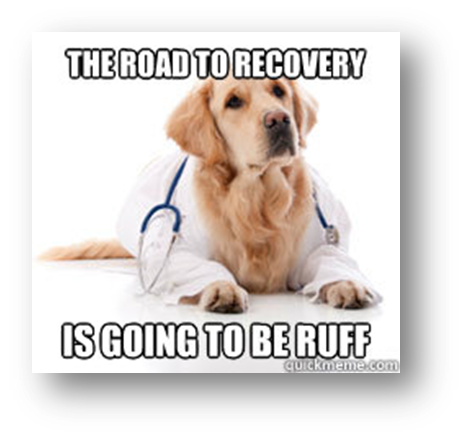 THE ROAD TO RECOVERY
IS GOING TO BE RUFF
quickmeme.com